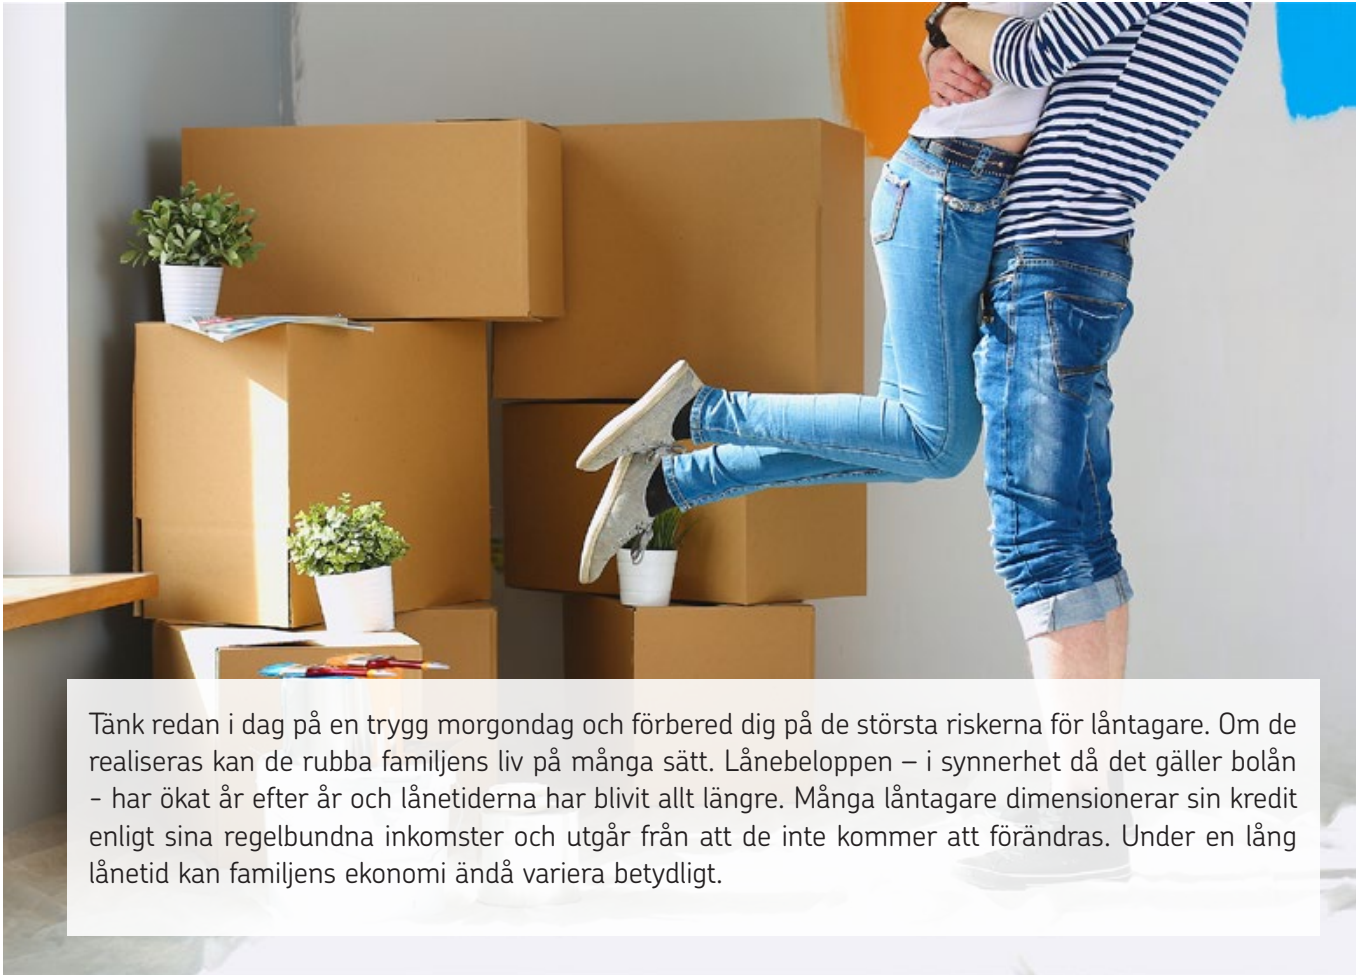 Tänk redan i dag på en trygg morgondag och förbered dig på de största riskerna för låntagare. Om de
realiseras kan de rubba familjens liv på många sätt. Lånebeloppen – i synnerhet då det gäller bolån
- har ökat år efter år och lånetiderna har blivit allt längre. Många låntagare dimensionerar sin kredit
enligt sina regelbundna inkomster och utgår från att de inte kommer att förändras. Under en lång
lånetid kan familjens ekonomi ändå variera betydligt.